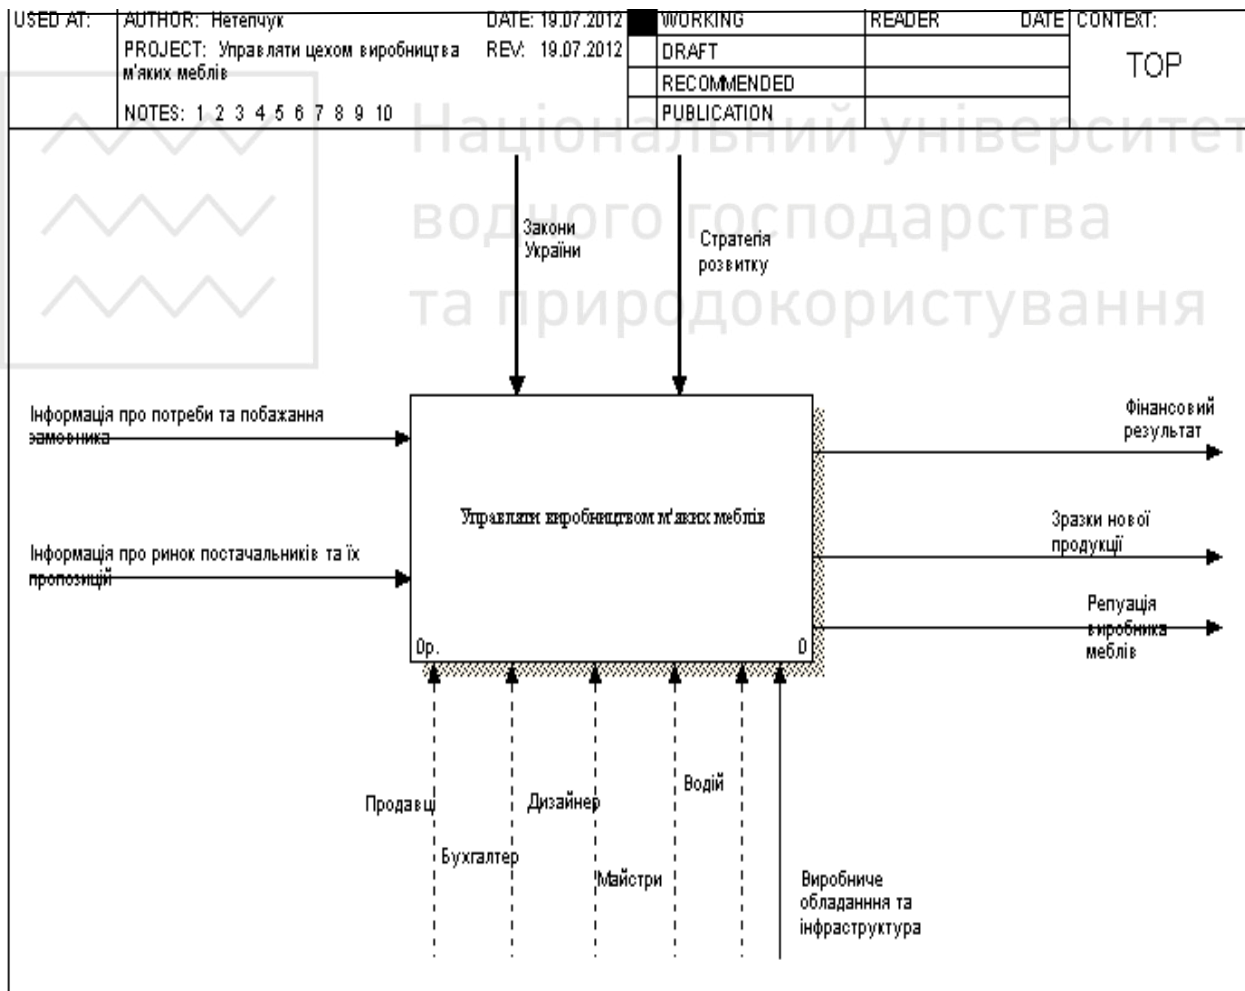 USED AT:
AUTHOR: Нетепчук
DATE: 19.07.2012
WORKING
READER
DATE
CONTEXT:
PROJECT: Управляти цехом виробництва
REV: 19.07.2012
DRAFT
м'яких меблів
TOP
RECOMMENDED
NOTES: 1 2 3 4 5 6 7 8 9 10
PUBLICATION
Національний університет
водного господарства
та природокористування
Закони
України
Стратегія
розвитку
Інформація про потреби та побажання
замовника
Фінансовий
результат
Управляти виробництвом м'яких меблів
Зразки нової
продукції
Інформація про ринок постачальників та їх
пропозицій
Репуація
виробника
меблів
0р.
0
Продавці
Дизайнер
Водій
Бухгалтер
Майстри
Виробниче
обладанння та
інфраструктура